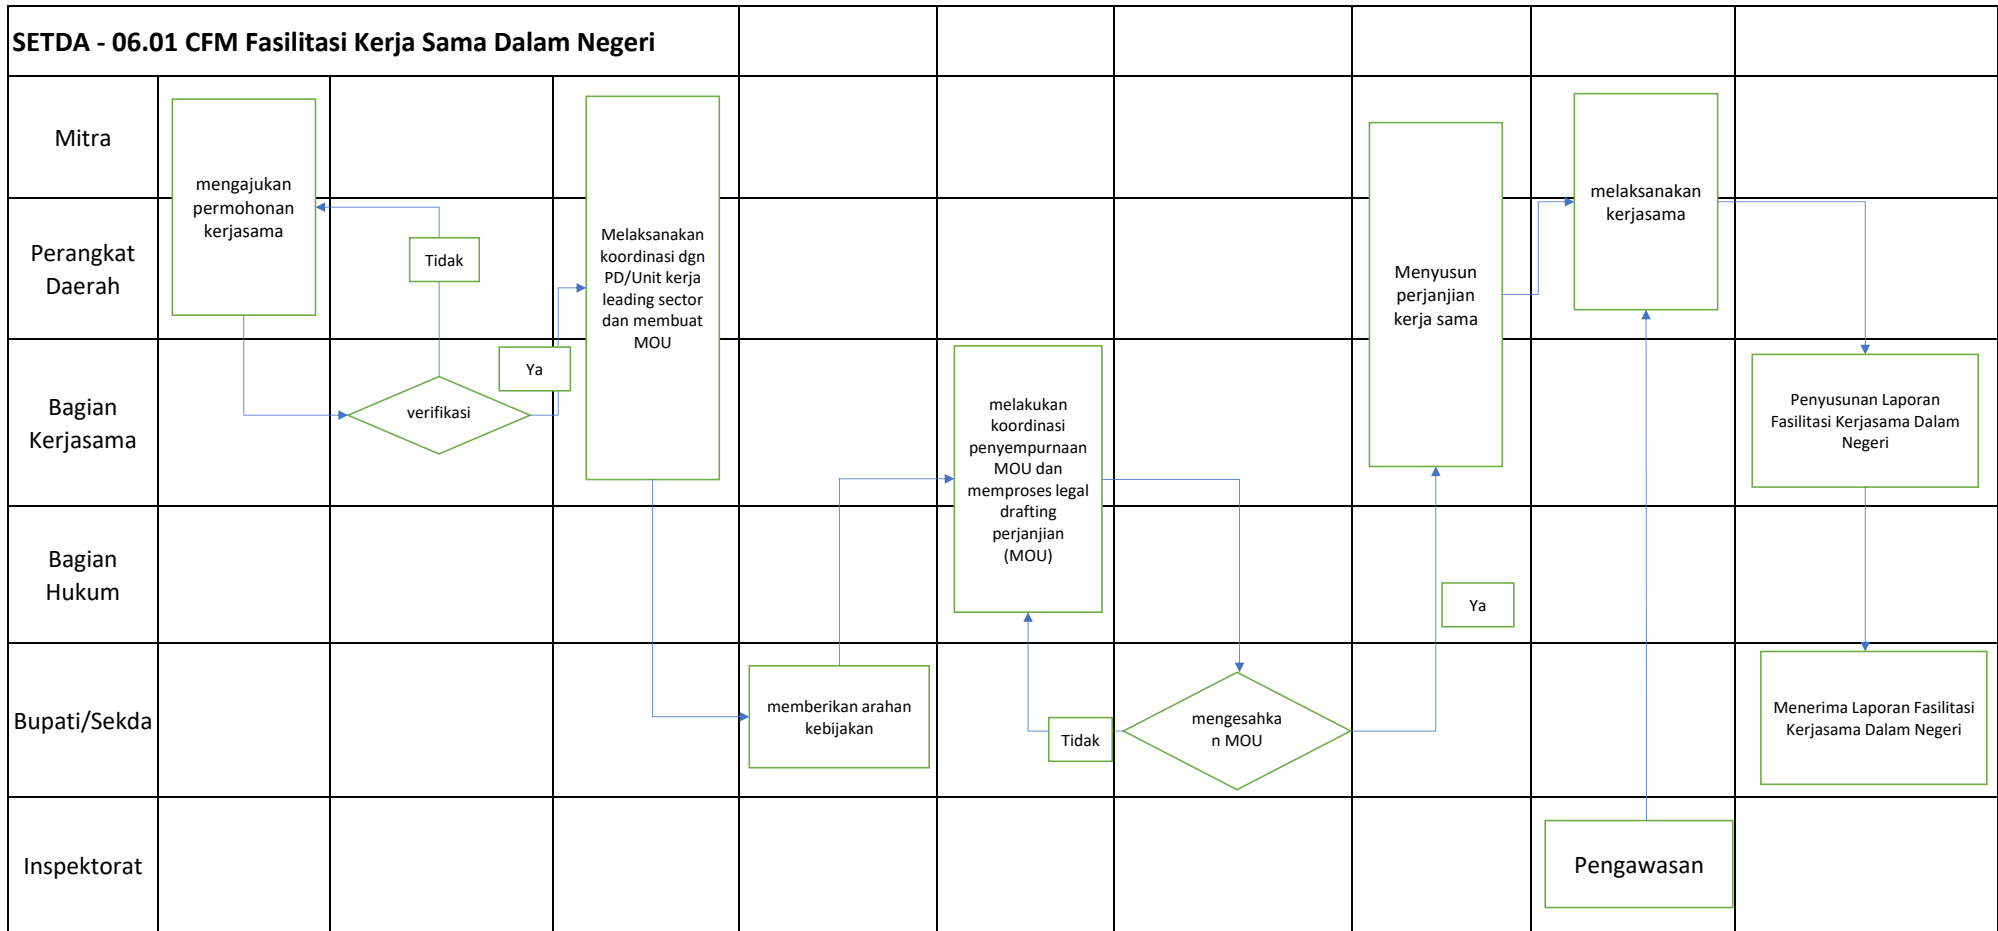 SETDA - 06.01 CFM Fasilitasi Kerja Sama Dalam Negeri
Mitra
mengajukan
permohonan
kerjasama
Perangkat
Daerah
Tidak
Melaksanakan
koordinasi dgn
PD/Unit kerja
leading sector
dan membuat
MOU
Menyusun
perjanjian
kerja sama
melaksanakan
kerjasama
Bagian
Kerjasama
verifikasi
Ya
melakukan
koordinasi
penyempurnaan
MOU dan
memproses legal
drafting
perjanjian
(MOU)
Penyusunan Laporan
Fasilitasi Kerjasama Dalam
Negeri
Bagian
Hukum
Ya
Bupati/Sekda
memberikan arahan
kebijakan
Tidak
mengesahka
n MOU
Menerima Laporan Fasilitasi
Kerjasama Dalam Negeri
Inspektorat
Pengawasan